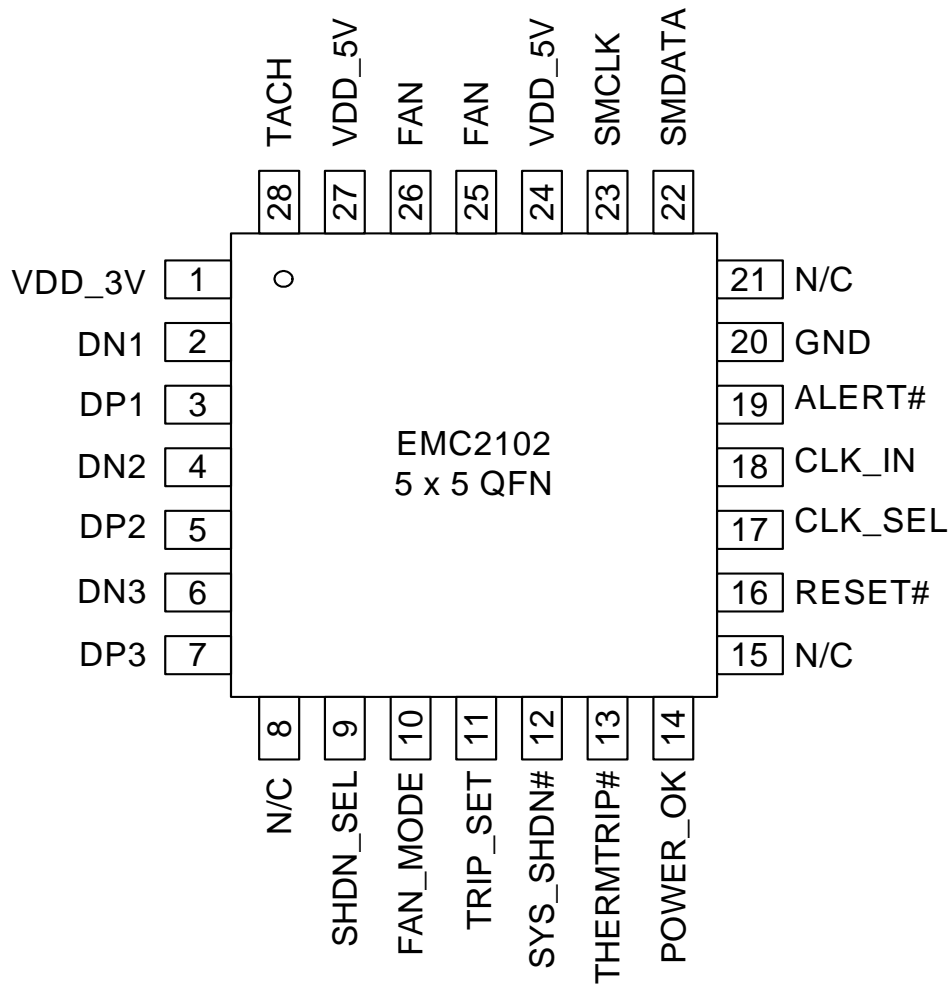 TACH
VDD_5V
FAN
FAN
VDD_5V
SMCLK
SMDATA
28
27
26
25
24
23
22
VDD_3V 1
DN1 2
DP1 3
DN2 4
DP2 5
DN3 6
DP3 7
EMC2102
5 x 5 QFN
21 N/C
20 GND
19 ALERT#
18 CLK_IN
17 CLK_SEL
16 RESET#
15 N/C
8
9
10
11
12
13
14
N/C
SHDN_SEL
FAN_MODE
TRIP_SET
SYS_SHDN#
THERMTRIP#
POWER_OK